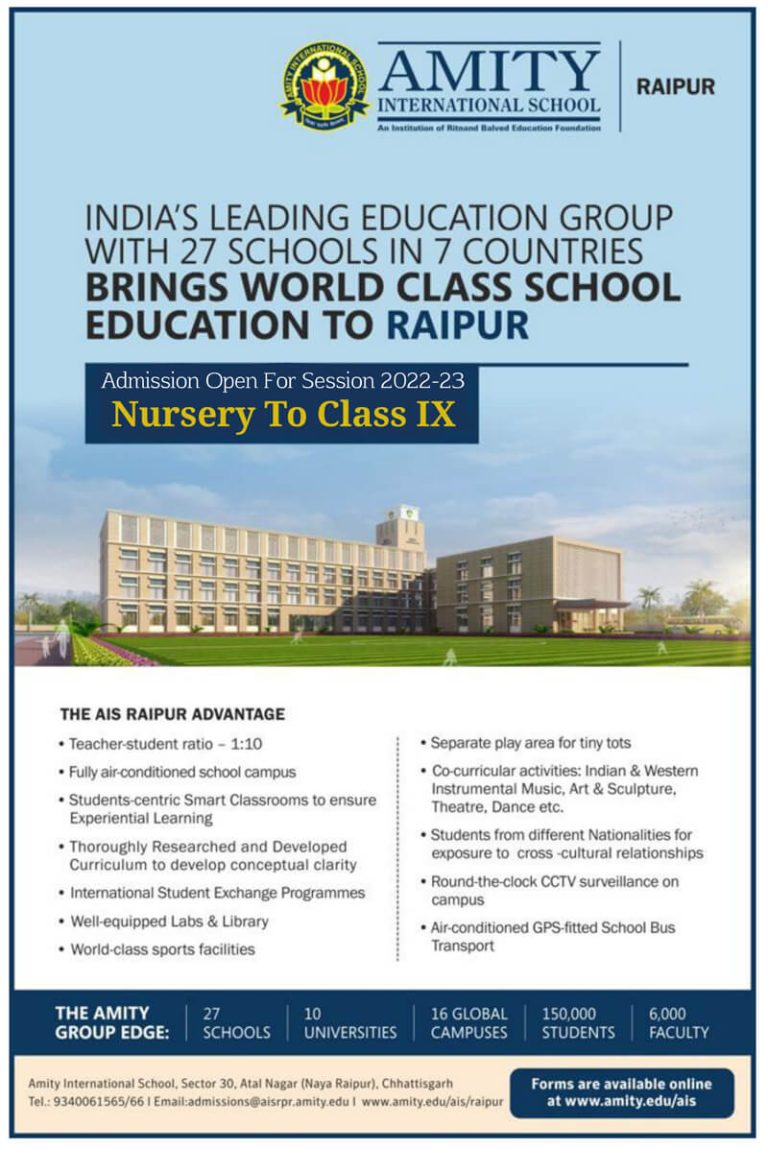 AMITY INTERNATIONAL SCHOOL
AMITY
INTERNATIONAL SCHOOL
An Institution of Ritnand Balved Education Foundation
RAIPUR
INDIA'S LEADING EDUCATION GROUP
WITH 27 SCHOOLS IN 7 COUNTRIES
BRINGS WORLD CLASS SCHOOL
EDUCATION TO RAIPUR
Admission Open For Session 2022-23
Nursery To Class IX
THE AIS RAIPUR ADVANTAGE
• Teacher-student ratio – 1:10
• Fully air-conditioned school campus
• Students-centric Smart Classrooms to ensure
Experiential Learning
• Thoroughly Researched and Developed
Curriculum to develop conceptual clarity
• International Student Exchange Programmes
• Well-equipped Labs & Library
• World-class sports facilities
• Separate play area for tiny tots
• Co-curricular activities: Indian & Western
Instrumental Music, Art & Sculpture,
Theatre, Dance etc.
• Students from different Nationalities for
exposure to cross -cultural relationships
• Round-the-clock CCTV surveillance on
campus
• Air-conditioned GPS-fitted School Bus
Transport
THE AMITY
GROUP EDGE:
27
SCHOOLS
10
UNIVERSITIES
16 GLOBAL
CAMPUSES
150,000
STUDENTS
6,000
FACULTY
Amity International School, Sector 30, Atal Nagar (Naya Raipur), Chhattisgarh
Tel.: 9340061565/66 I Email:admissions@aisrpr.amity.edu I www.amity.edu/ais/raipur
Forms are available online
at www.amity.edu/ais